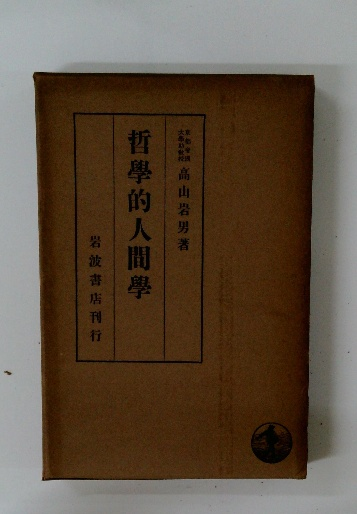 京都帝國
大學助教授
高山岩男著
哲學的人間學
岩波書店刊行